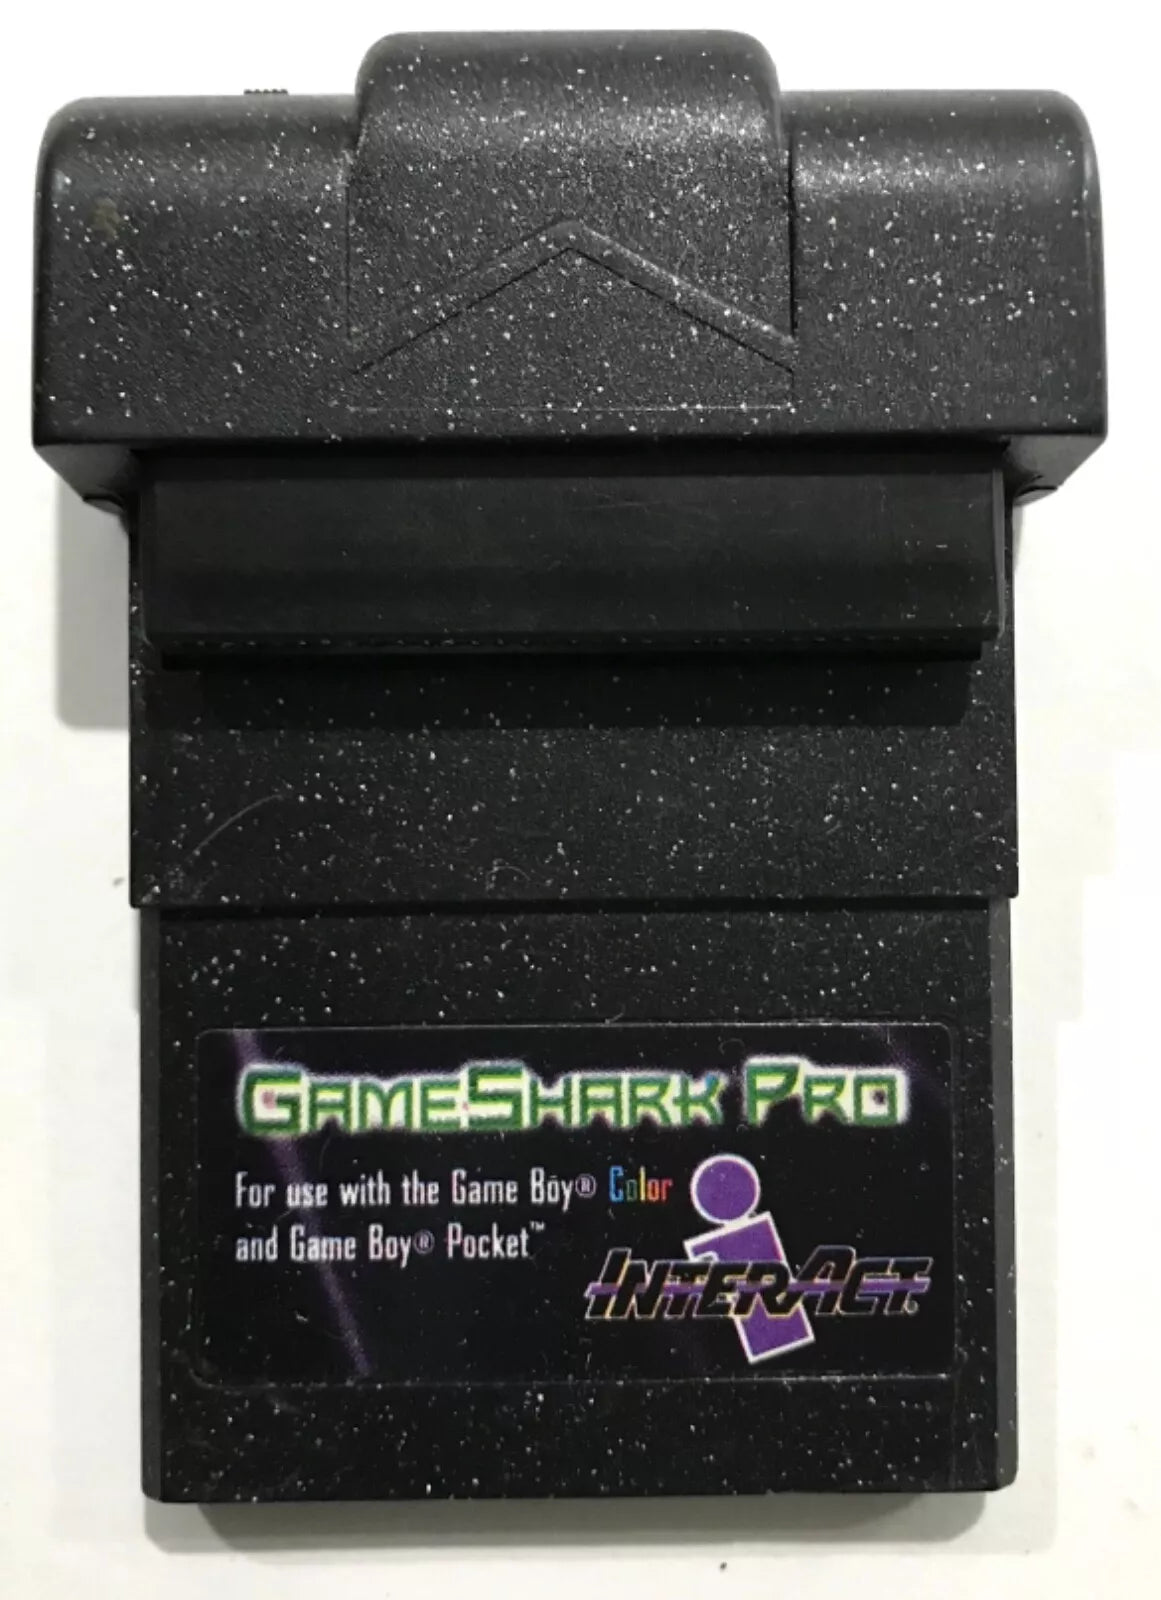 GAMESHARK PRO
For use with the Game Boy® Color
and Game Boy® Pocket™
INTERACT®